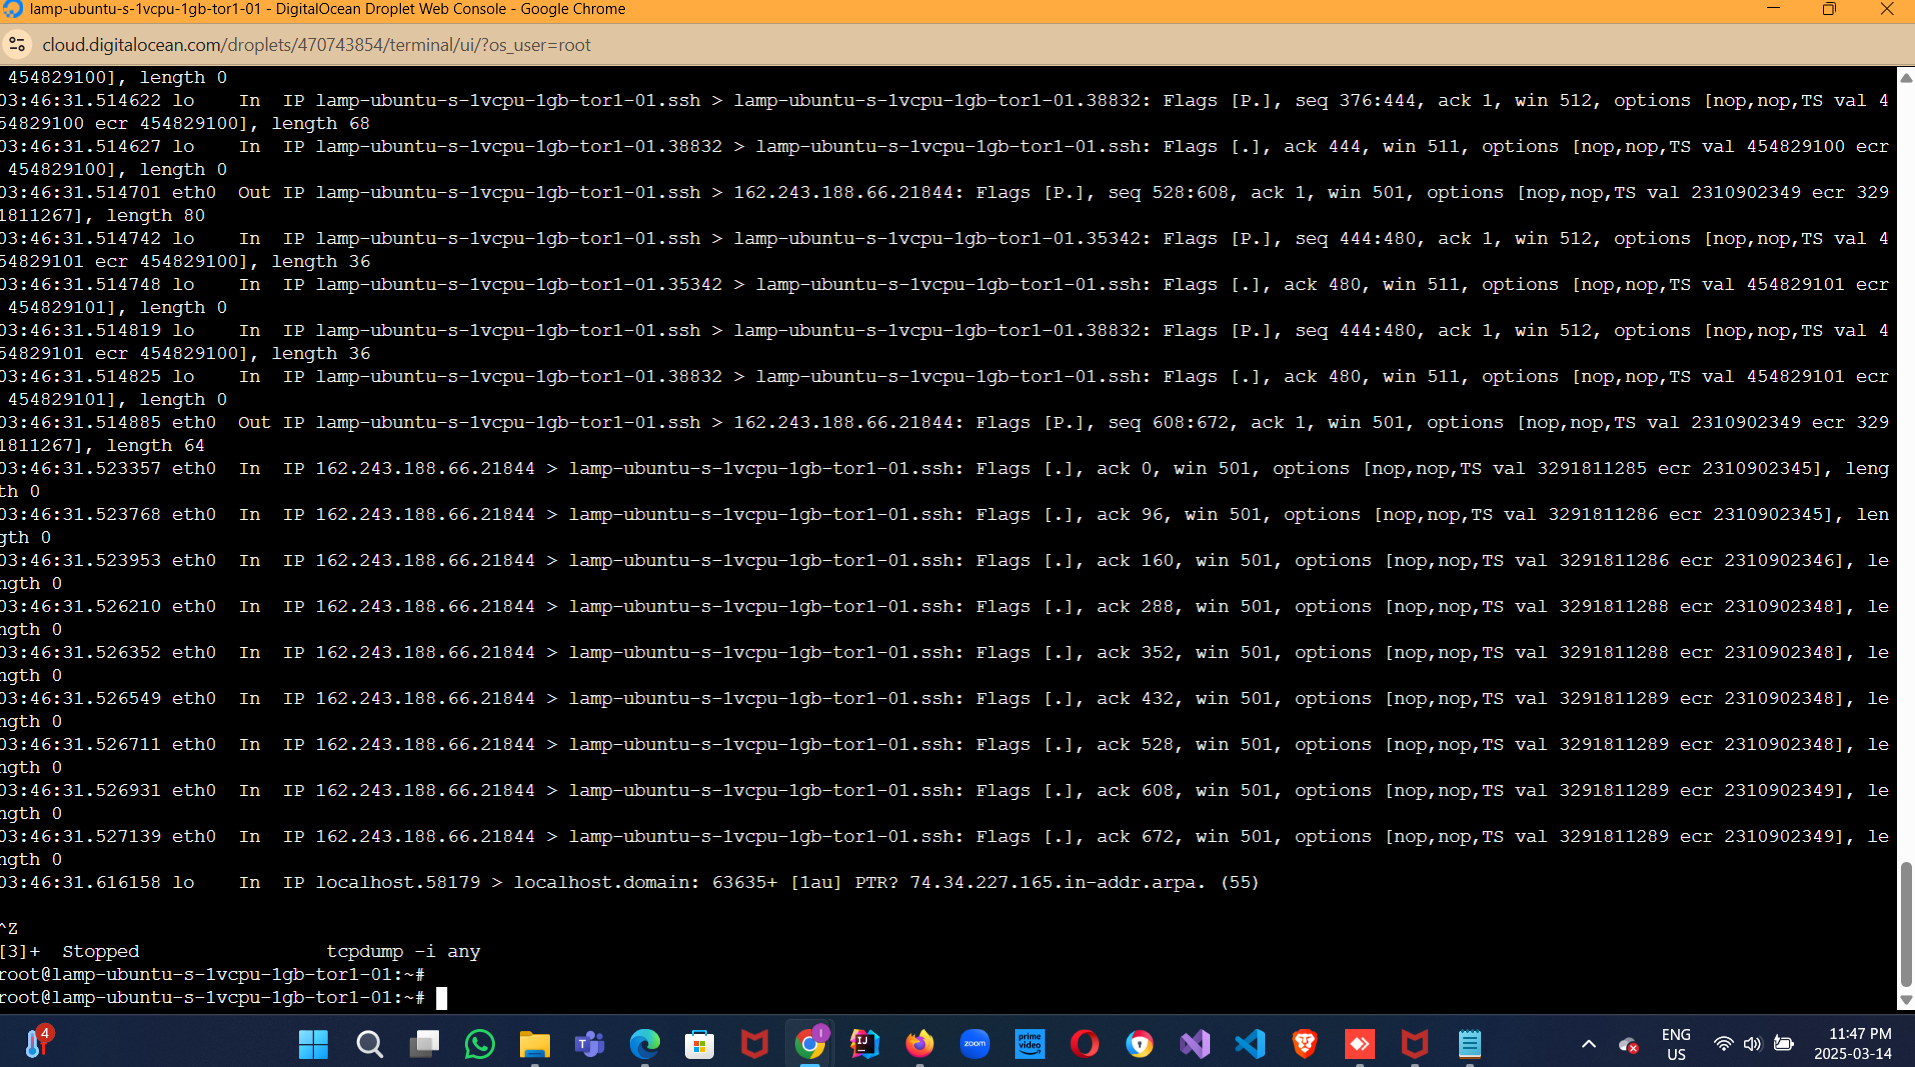 lamp-ubuntu-s-1vcpu-1gb-tor1-01 - DigitalOcean Droplet Web Console - Google Chrome
cloud.digitalocean.com/droplets/470743854/terminal/ui/?os_user=root
454829100], length 0
03:46:31.514622 lo    In  IP lamp-ubuntu-s-1vcpu-1gb-tor1-01.ssh > lamp-ubuntu-s-1vcpu-1gb-tor1-01.38832: Flags [P.], seq 376:444, ack 1, win 512, options [nop,nop,TS val 4
54829100 ecr 454829100], length 68
03:46:31.514627 lo    In  IP lamp-ubuntu-s-1vcpu-1gb-tor1-01.38832 > lamp-ubuntu-s-1vcpu-1gb-tor1-01.ssh: Flags [.], ack 444, win 511, options [nop,nop,TS val 454829100 ecr
454829100], length 0
03:46:31.514701 eth0  Out IP lamp-ubuntu-s-1vcpu-1gb-tor1-01.ssh > 162.243.188.66.21844: Flags [P.], seq 528:608, ack 1, win 501, options [nop,nop,TS val 2310902349 ecr 329
1811267], length 80
03:46:31.514742 lo    In  IP lamp-ubuntu-s-1vcpu-1gb-tor1-01.ssh > lamp-ubuntu-s-1vcpu-1gb-tor1-01.35342: Flags [P.], seq 444:480, ack 1, win 512, options [nop,nop,TS val 4
54829101 ecr 454829100], length 36
03:46:31.514748 lo    In  IP lamp-ubuntu-s-1vcpu-1gb-tor1-01.35342 > lamp-ubuntu-s-1vcpu-1gb-tor1-01.ssh: Flags [.], ack 480, win 511, options [nop,nop,TS val 454829101 ecr
454829101], length 0
03:46:31.514819 lo    In  IP lamp-ubuntu-s-1vcpu-1gb-tor1-01.ssh > lamp-ubuntu-s-1vcpu-1gb-tor1-01.38832: Flags [P.], seq 444:480, ack 1, win 512, options [nop,nop,TS val 4
54829101 ecr 454829100], length 36
03:46:31.514825 lo    In  IP lamp-ubuntu-s-1vcpu-1gb-tor1-01.38832 > lamp-ubuntu-s-1vcpu-1gb-tor1-01.ssh: Flags [.], ack 480, win 511, options [nop,nop,TS val 454829101 ecr
454829101], length 0
03:46:31.514885 eth0  Out IP lamp-ubuntu-s-1vcpu-1gb-tor1-01.ssh > 162.243.188.66.21844: Flags [P.], seq 608:672, ack 1, win 501, options [nop,nop,TS val 2310902349 ecr 329
1811267], length 64
03:46:31.523357 eth0  In  IP 162.243.188.66.21844 > lamp-ubuntu-s-1vcpu-1gb-tor1-01.ssh: Flags [.], ack 0, win 501, options [nop,nop,TS val 3291811285 ecr 2310902345], leng
th 0
03:46:31.523768 eth0  In  IP 162.243.188.66.21844 > lamp-ubuntu-s-1vcpu-1gb-tor1-01.ssh: Flags [.], ack 96, win 501, options [nop,nop,TS val 3291811286 ecr 2310902345], len
gth 0
03:46:31.523953 eth0  In  IP 162.243.188.66.21844 > lamp-ubuntu-s-1vcpu-1gb-tor1-01.ssh: Flags [.], ack 160, win 501, options [nop,nop,TS val 3291811286 ecr 2310902346], le
ngth 0
03:46:31.526210 eth0  In  IP 162.243.188.66.21844 > lamp-ubuntu-s-1vcpu-1gb-tor1-01.ssh: Flags [.], ack 288, win 501, options [nop,nop,TS val 3291811288 ecr 2310902348], le
ngth 0
03:46:31.526352 eth0  In  IP 162.243.188.66.21844 > lamp-ubuntu-s-1vcpu-1gb-tor1-01.ssh: Flags [.], ack 352, win 501, options [nop,nop,TS val 3291811288 ecr 2310902348], le
ngth 0
03:46:31.526549 eth0  In  IP 162.243.188.66.21844 > lamp-ubuntu-s-1vcpu-1gb-tor1-01.ssh: Flags [.], ack 432, win 501, options [nop,nop,TS val 3291811289 ecr 2310902348], le
ngth 0
03:46:31.526711 eth0  In  IP 162.243.188.66.21844 > lamp-ubuntu-s-1vcpu-1gb-tor1-01.ssh: Flags [.], ack 528, win 501, options [nop,nop,TS val 3291811289 ecr 2310902348], le
ngth 0
03:46:31.526931 eth0  In  IP 162.243.188.66.21844 > lamp-ubuntu-s-1vcpu-1gb-tor1-01.ssh: Flags [.], ack 608, win 501, options [nop,nop,TS val 3291811289 ecr 2310902349], le
ngth 0
03:46:31.527139 eth0  In  IP 162.243.188.66.21844 > lamp-ubuntu-s-1vcpu-1gb-tor1-01.ssh: Flags [.], ack 672, win 501, options [nop,nop,TS val 3291811289 ecr 2310902349], le
ngth 0
03:46:31.616158 lo    In  IP localhost.58179 > localhost.domain: 63635+ [1au] PTR? 74.34.227.165.in-addr.arpa. (55)
^Z
[3]+  Stopped                 tcpdump -i any
root@lamp-ubuntu-s-1vcpu-1gb-tor1-01:~#
root@lamp-ubuntu-s-1vcpu-1gb-tor1-01:~#
4
I
IJ
zoom
prime video
ENG
US
11:47 PM
2025-03-14